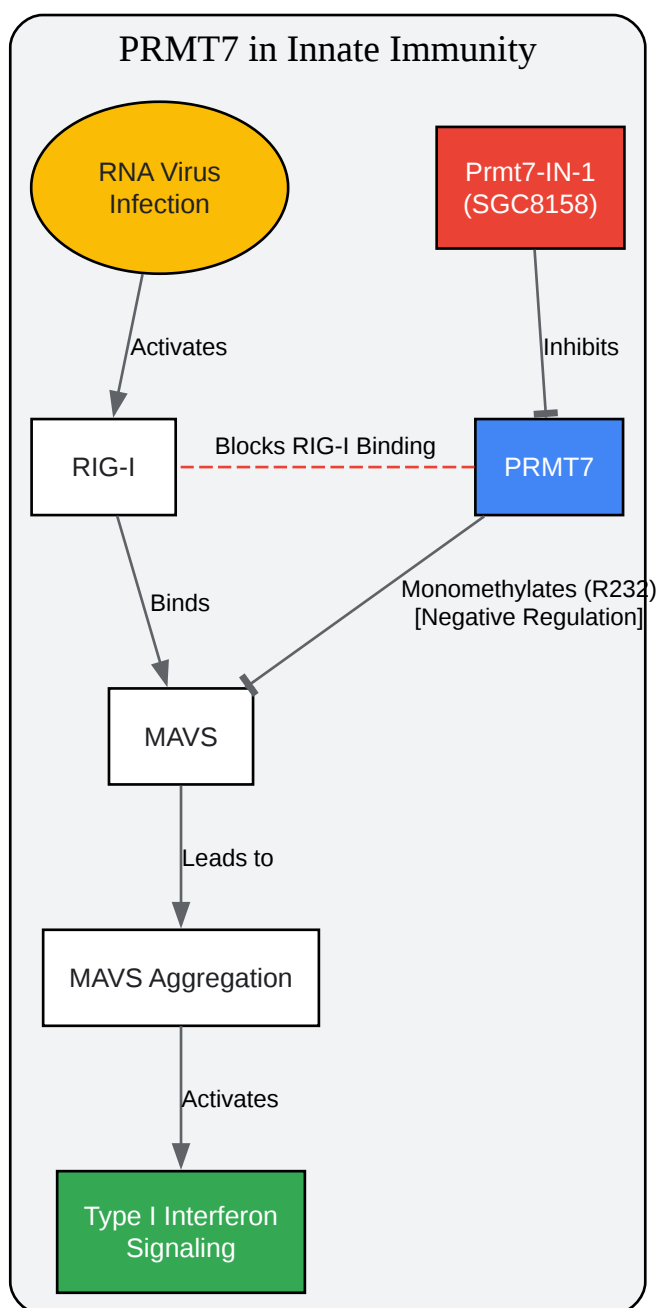 PRMT7 in Innate Immunity
RNA Virus
Infection
Prmt7-IN-1
(SGC8158)
Activates
Inhibits
RIG-I
Blocks RIG-I Binding
PRMT7
Binds
Monomethylates (R232)
[Negative Regulation]
MAVS
Leads to
MAVS Aggregation
Activates
Type I Interferon
Signaling